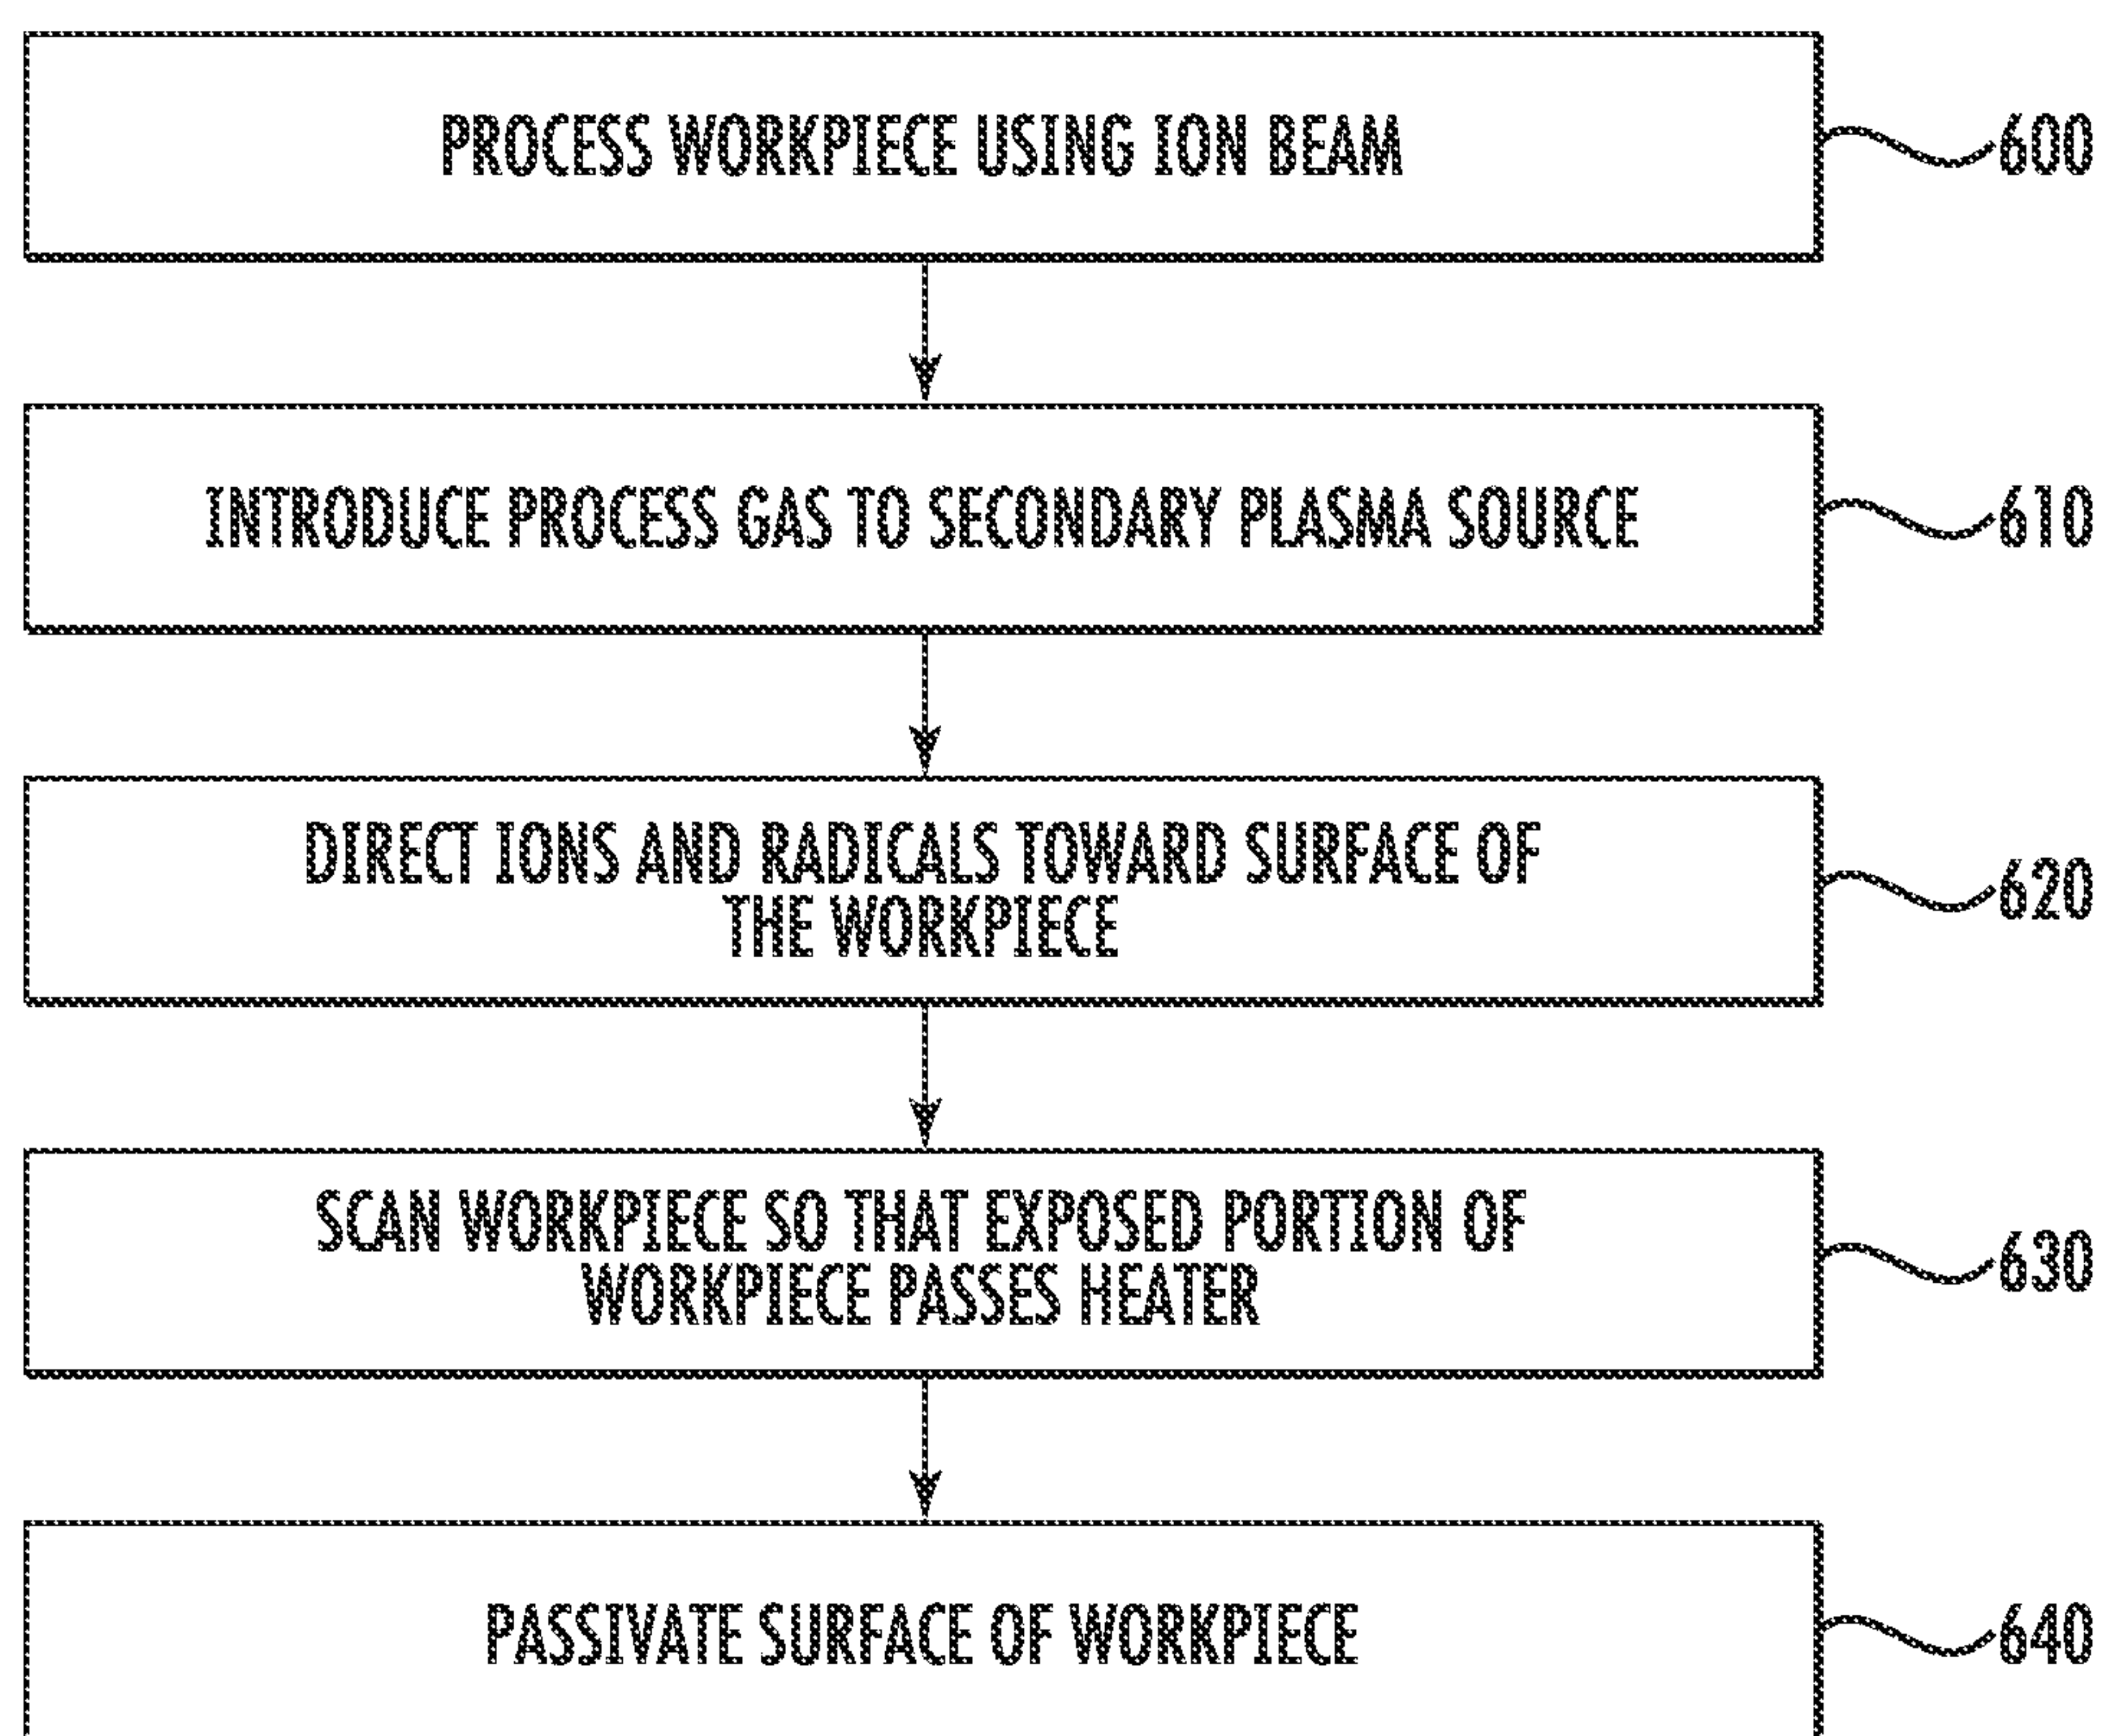 PROCESS WORKPIECE USING ION BEAM
600
INTRODUCE PROCESS GAS TO SECONDARY PLASMA SOURCE
610
DIRECT IONS AND RADICALS TOWARD SURFACE OF
THE WORKPIECE
620
SCAN WORKPIECE SO THAT EXPOSED PORTION OF
WORKPIECE PASSES HEATER
630
PASSIVATE SURFACE OF WORKPIECE
640